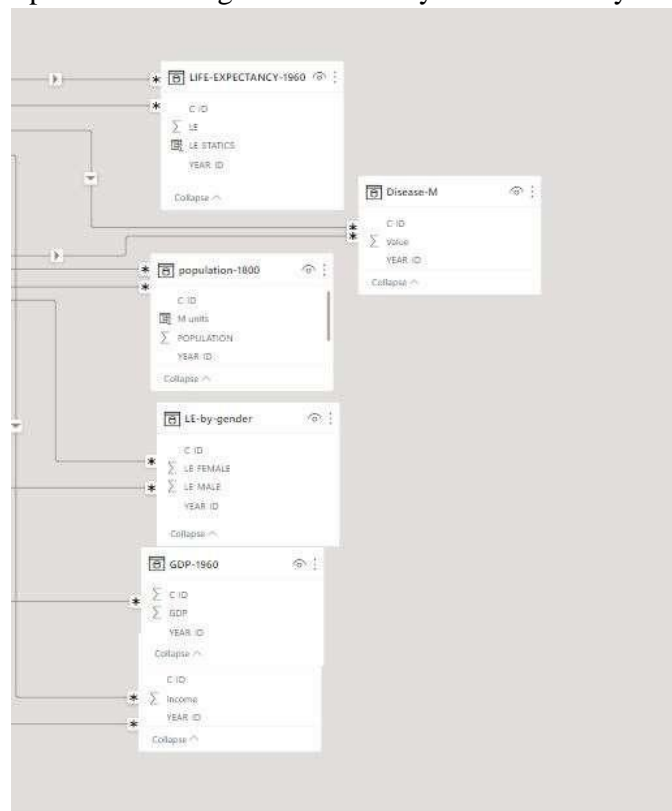 LIFE-EXPECTANCY-1960
C ID
∑ LE
LE STATICS
YEAR ID
Collapse
Disease-M
C ID
∑ Value
YEAR ID
Collapse
population-1800
C ID
M units
∑ POPULATION
YEAR ID
Collapse
LE-by-gender
C ID
∑ LE FEMALE
∑ LE MALE
YEAR ID
Collapse
GDP-1960
∑ C ID
∑ GDP
YEAR ID
Collapse
C ID
∑ Income
YEAR ID
Collapse